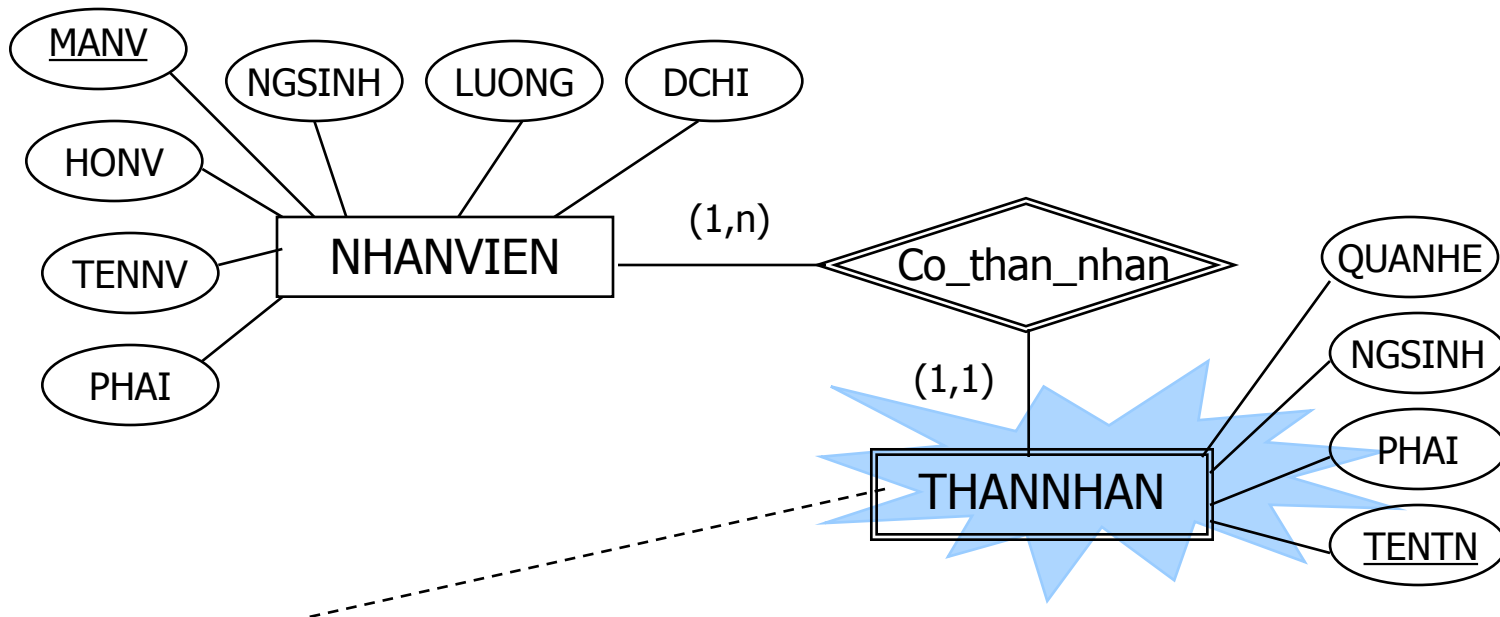 MANV
NGSINH
LUONG
DCHI
HONV
TENNV
PHAI
NHANVIEN
(1,n)
Co_than_nhan
(1,1)
THANNHAN
QUANHE
NGSINH
PHAI
TENTN